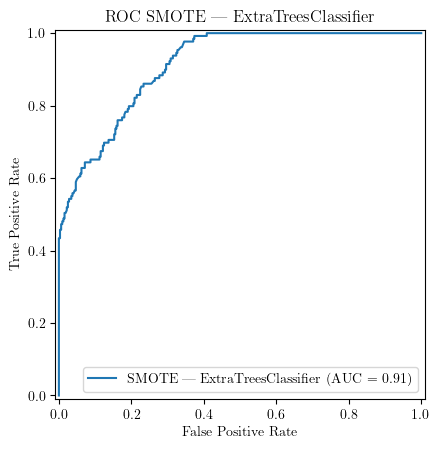 ROC SMOTE — ExtraTreesClassifier
1.0
0.8
0.6
0.4
0.2
0.0
True Positive Rate
SMOTE — ExtraTreesClassifier (AUC = 0.91)
0.0 0.2 0.4 0.6 0.8 1.0
False Positive Rate